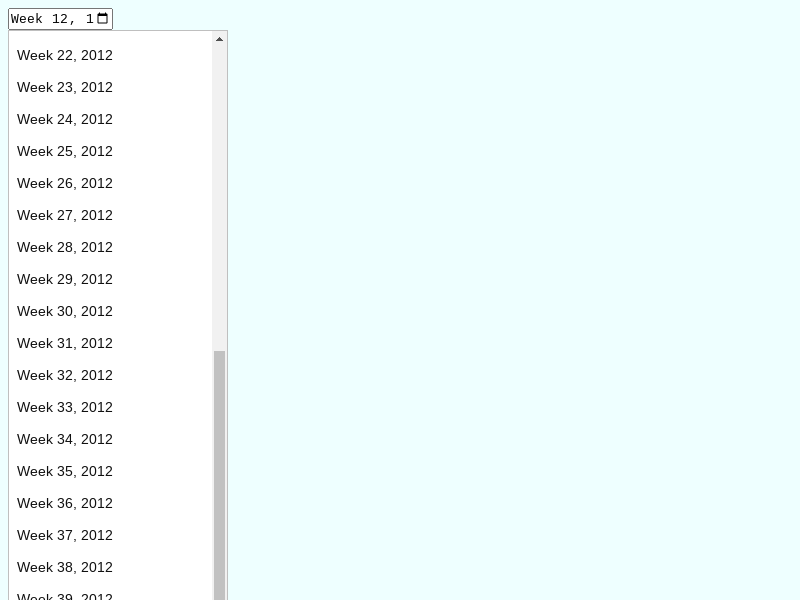 Week 12, 1
Week 22, 2012
Week 23, 2012
Week 24, 2012
Week 25, 2012
Week 26, 2012
Week 27, 2012
Week 28, 2012
Week 29, 2012
Week 30, 2012
Week 31, 2012
Week 32, 2012
Week 33, 2012
Week 34, 2012
Week 35, 2012
Week 36, 2012
Week 37, 2012
Week 38, 2012
Week 39, 2012